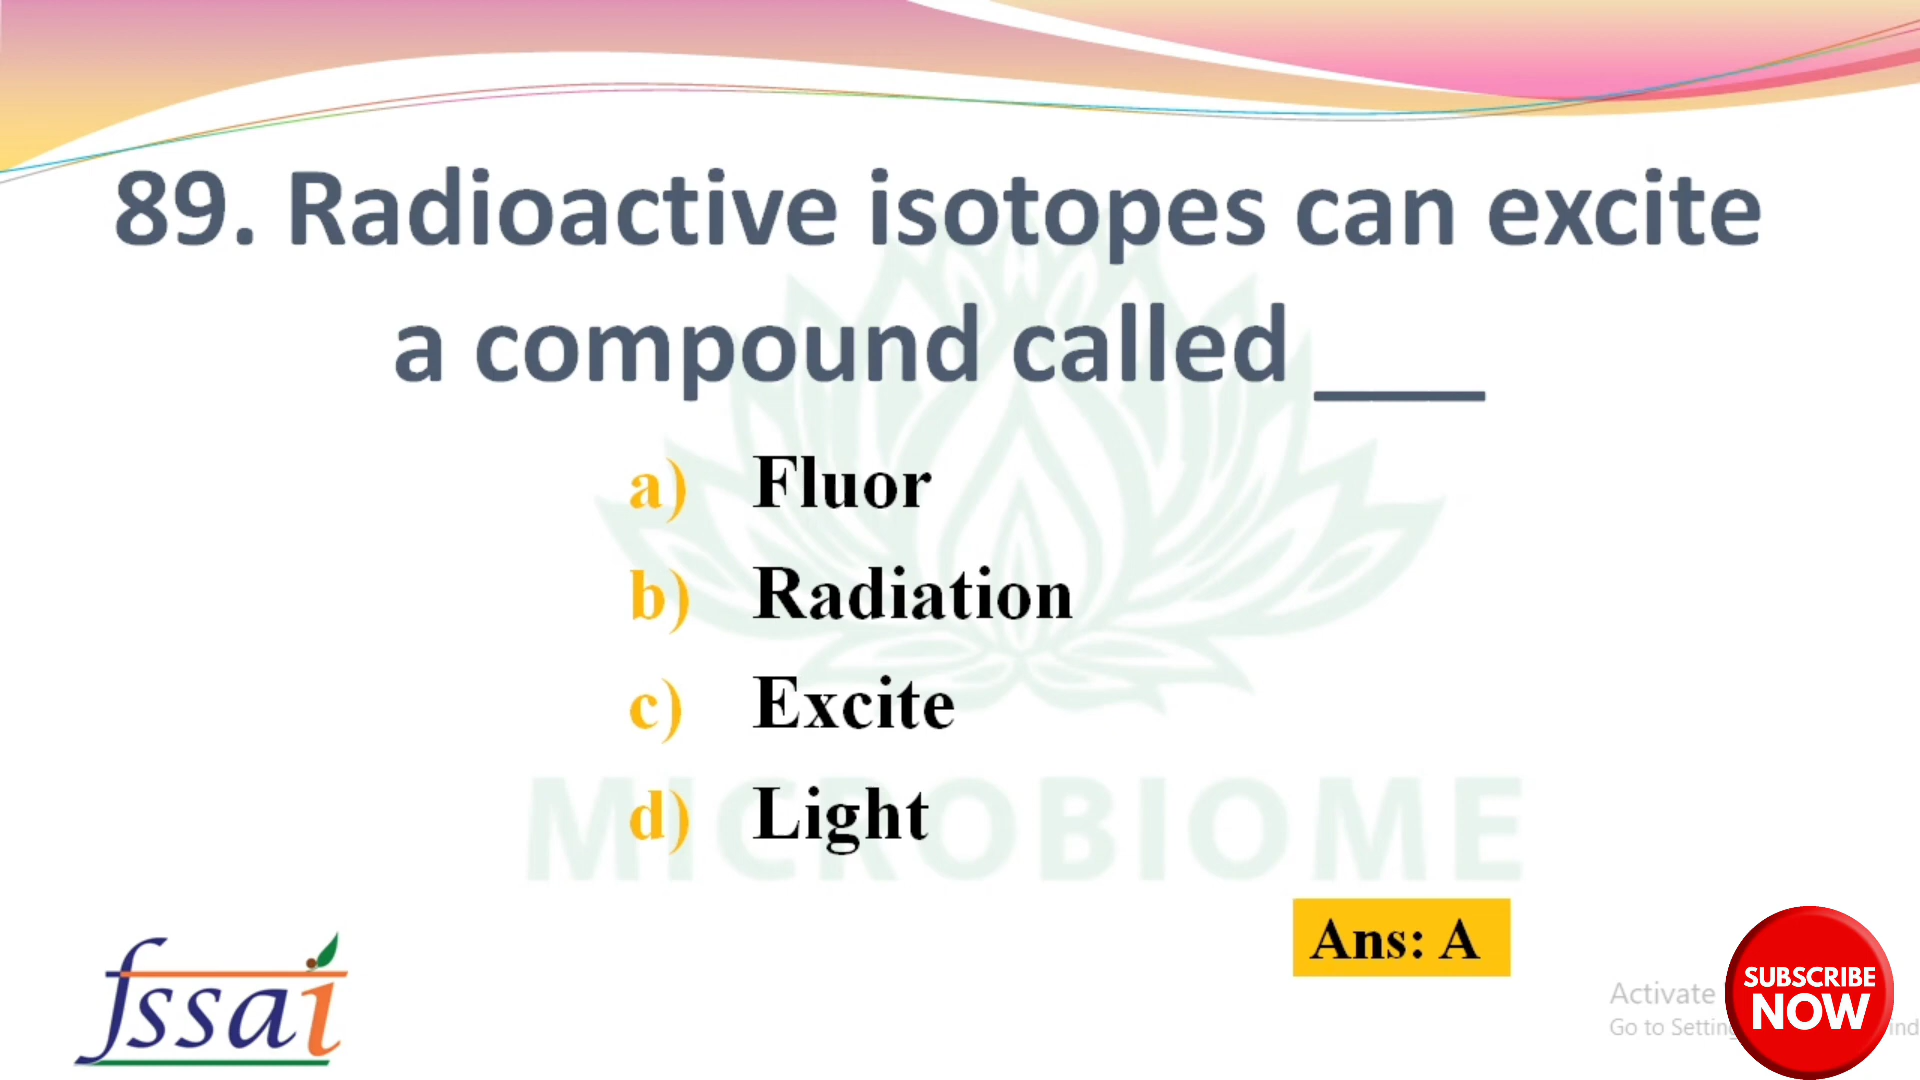 89. Radioactive isotopes can excite
a compound called ___
a) Fluor
b) Radiation
c) Excite
d) Light
MICROBIOME
Ans: A
fssai
Activate
Go to Setting
SUBSCRIBE
NOW